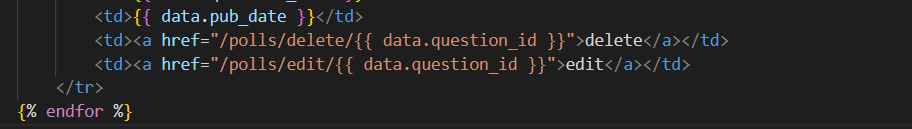 <td>{{ data.pub_date }}</td>
<td><a href="/polls/delete/{{ data.question_id }}">delete</a></td>
<td><a href="/polls/edit/{{ data.question_id }}">edit</a></td>
</tr>
{% endfor %}